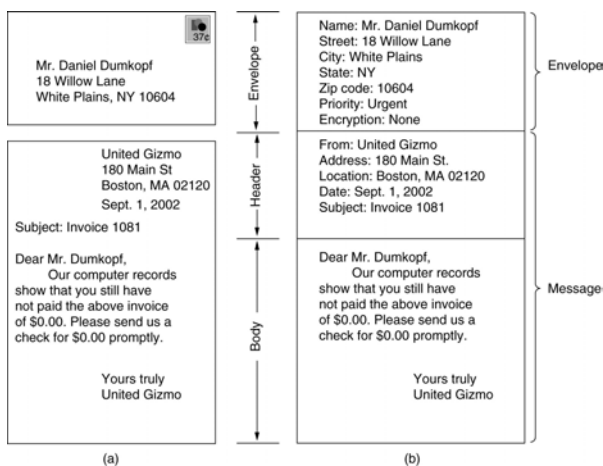 37¢
Mr. Daniel Dumkopf
18 Willow Lane
White Plains, NY 10604
United Gizmo
180 Main St
Boston, MA 02120
Sept. 1, 2002
Subject: Invoice 1081
Dear Mr. Dumkopf,
Our computer records
show that you still have
not paid the above invoice
of $0.00. Please send us a
check for $0.00 promptly.
Yours truly
United Gizmo
(a)
Envelope
Header
Body
Name: Mr. Daniel Dumkopf
Street: 18 Willow Lane
City: White Plains
State: NY
Zip code: 10604
Priority: Urgent
Encryption: None
From: United Gizmo
Address: 180 Main St.
Location: Boston, MA 02120
Date: Sept. 1, 2002
Subject: Invoice 1081
Dear Mr. Dumkopf,
Our computer records
show that you still have
not paid the above invoice
of $0.00. Please send us a
check for $0.00 promptly.
Yours truly
United Gizmo
(b)
Envelope
Message